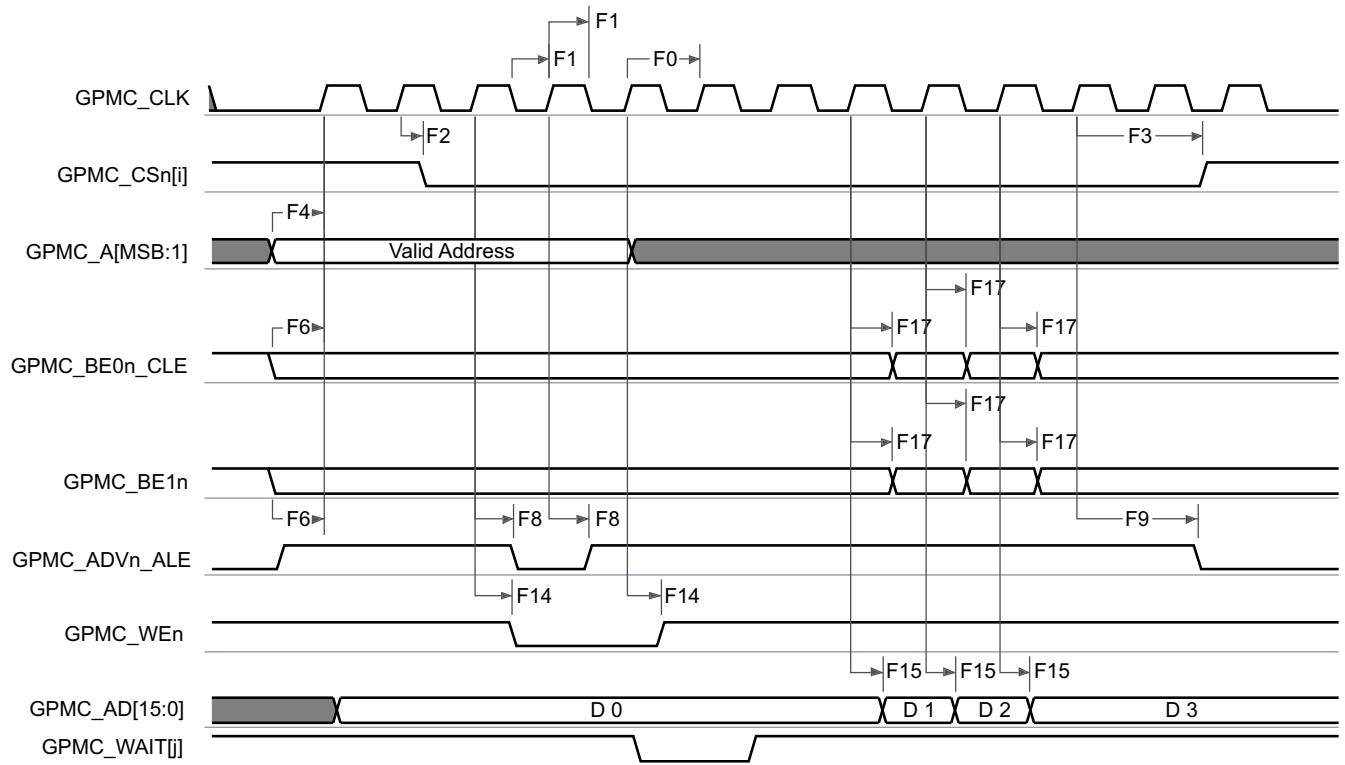 F1
F1 F0
GPMC_CLK
F2 F3
GPMC_CSn[i]
F4
GPMC_A[MSB:1] Valid Address
F17
F6 F17 F17
GPMC_BE0n_CLE
F17
F17 F17
GPMC_BE1n
F6 F8 F8 F9
GPMC_ADVn_ALE
F14 F14
GPMC_WEn
F15 F15 F15
GPMC_AD[15:0] D 0 D 1 D 2 D 3
GPMC_WAIT[j]